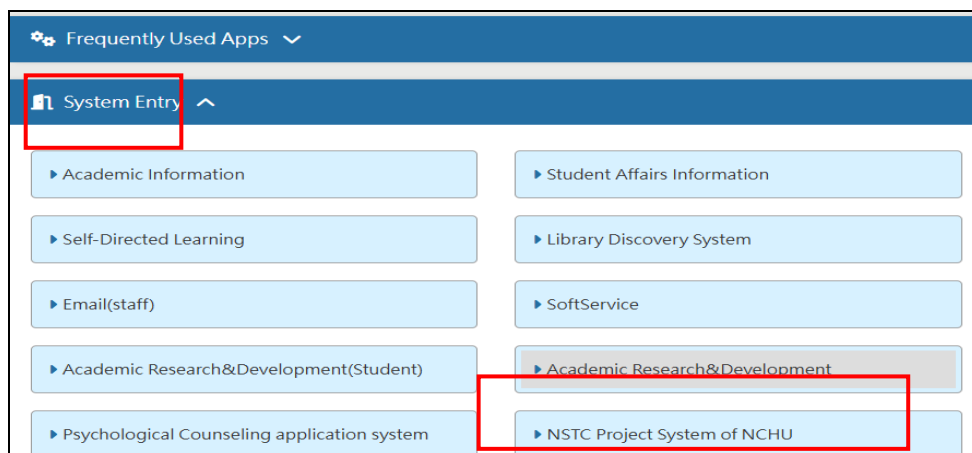 Frequently Used Apps
System Entry
Academic Information
Student Affairs Information
Self-Directed Learning
Library Discovery System
Email(staff)
SoftService
Academic Research&Development(Student)
Academic Research&Development
Psychological Counseling application system
NSTC Project System of NCHU